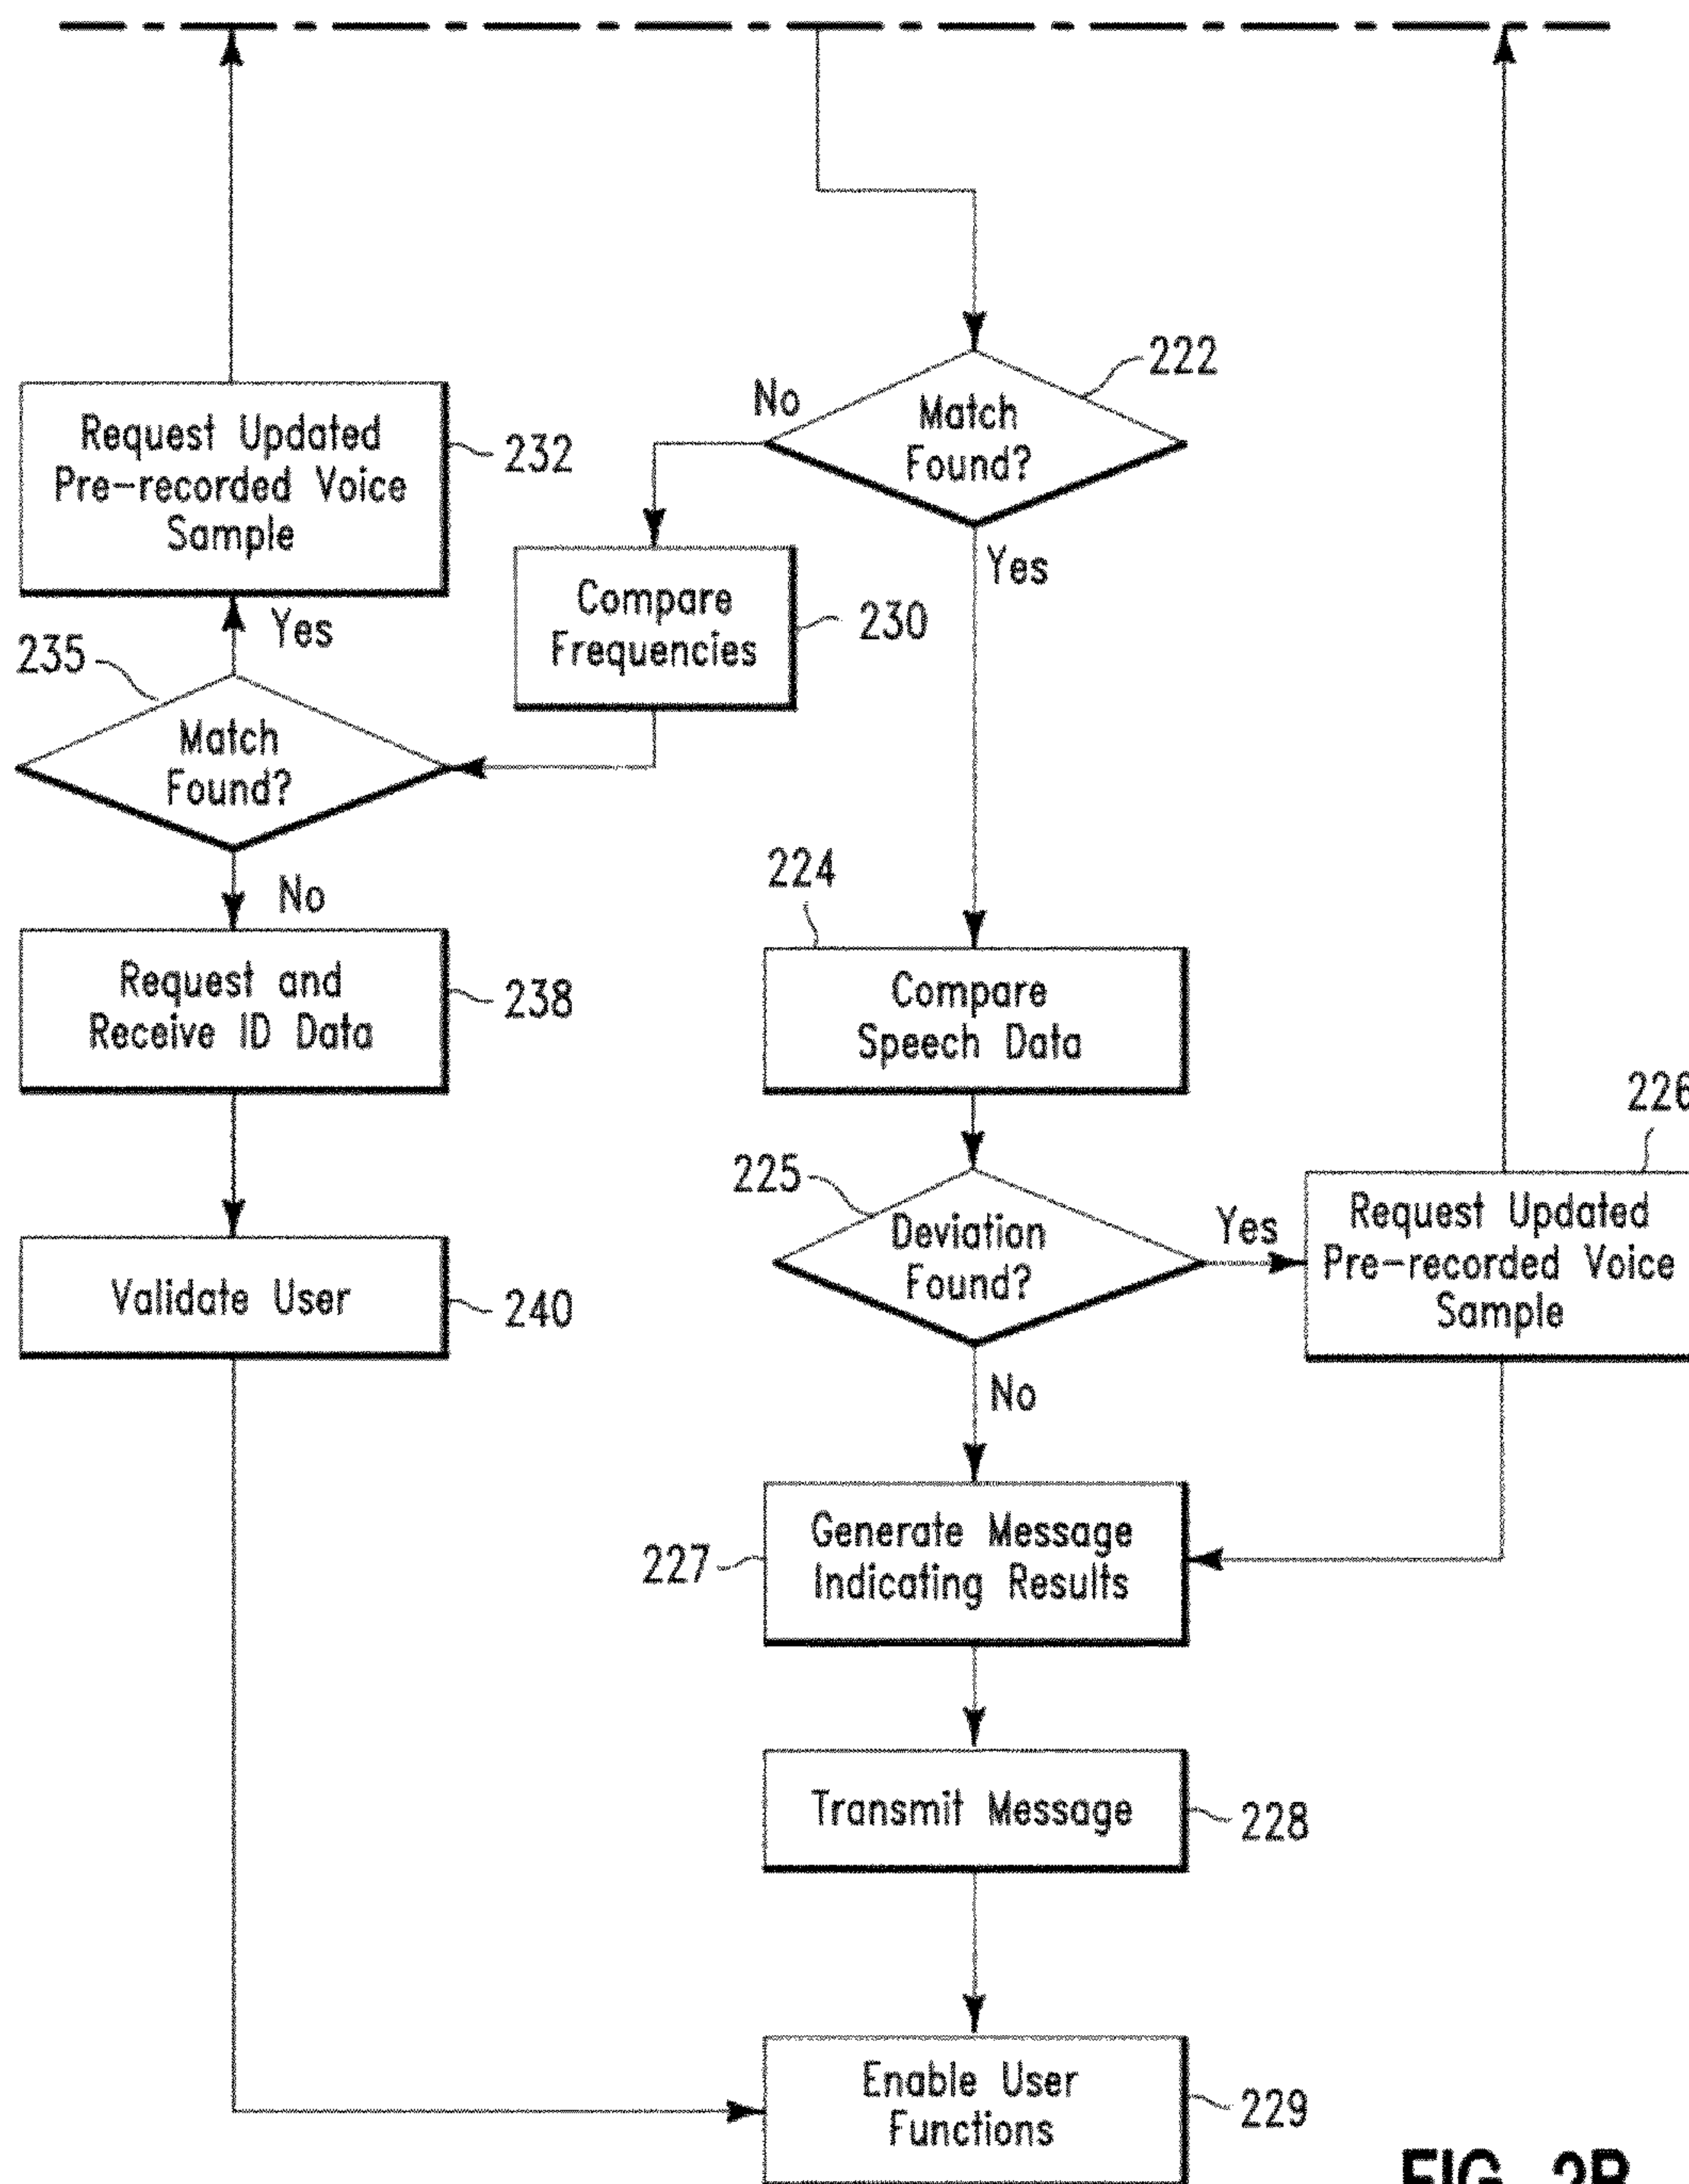 222
No
Match
Found?
Request Updated
Pre-recorded Voice
Sample
232
Yes
Compare
Frequencies
230
Yes
235
Match
Found?
No
224
Request and
Receive ID Data
238
Compare
Speech Data
226
225
Deviation
Found?
Yes
Request Updated
Pre-recorded Voice
Sample
Validate User
240
No
Generate Message
Indicating Results
227
Transmit Message
228
Enable User
Functions
229
FIG. 2B